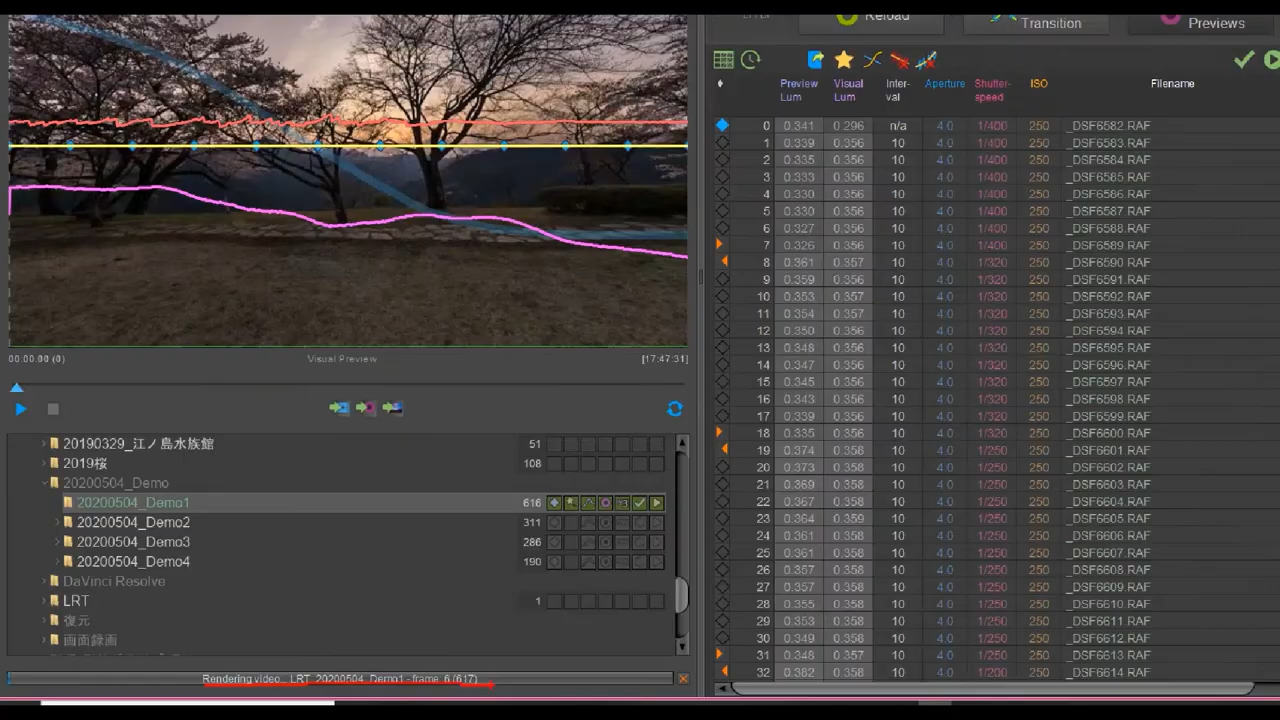 Reload
Transition
Previews
Preview Lum Visual Lum Inter-val Aperture Shutter-speed ISO Filename
0 0.341 0.296 n/a 4.0 1/400 250 _DSF6582.RAF
1 0.339 0.356 10 4.0 1/400 250 _DSF6583.RAF
2 0.335 0.356 10 4.0 1/400 250 _DSF6584.RAF
3 0.333 0.356 10 4.0 1/400 250 _DSF6585.RAF
4 0.330 0.356 10 4.0 1/400 250 _DSF6586.RAF
5 0.330 0.356 10 4.0 1/400 250 _DSF6587.RAF
6 0.327 0.356 10 4.0 1/400 250 _DSF6588.RAF
7 0.326 0.356 10 4.0 1/400 250 _DSF6589.RAF
8 0.361 0.357 10 4.0 1/320 250 _DSF6590.RAF
9 0.359 0.356 10 4.0 1/320 250 _DSF6591.RAF
10 0.353 0.357 10 4.0 1/320 250 _DSF6592.RAF
11 0.354 0.357 10 4.0 1/320 250 _DSF6593.RAF
12 0.350 0.356 10 4.0 1/320 250 _DSF6594.RAF
13 0.348 0.356 10 4.0 1/320 250 _DSF6595.RAF
14 0.347 0.356 10 4.0 1/320 250 _DSF6596.RAF
15 0.345 0.356 10 4.0 1/320 250 _DSF6597.RAF
16 0.343 0.356 10 4.0 1/320 250 _DSF6598.RAF
17 0.339 0.356 10 4.0 1/320 250 _DSF6599.RAF
18 0.335 0.356 10 4.0 1/320 250 _DSF6600.RAF
19 0.374 0.358 10 4.0 1/250 250 _DSF6601.RAF
20 0.373 0.358 10 4.0 1/250 250 _DSF6602.RAF
21 0.369 0.358 10 4.0 1/250 250 _DSF6603.RAF
22 0.367 0.358 10 4.0 1/250 250 _DSF6604.RAF
23 0.364 0.359 10 4.0 1/250 250 _DSF6605.RAF
24 0.361 0.358 10 4.0 1/250 250 _DSF6606.RAF
25 0.361 0.358 10 4.0 1/250 250 _DSF6607.RAF
26 0.357 0.358 10 4.0 1/250 250 _DSF6608.RAF
27 0.357 0.358 10 4.0 1/250 250 _DSF6609.RAF
28 0.355 0.358 10 4.0 1/250 250 _DSF6610.RAF
29 0.353 0.358 10 4.0 1/250 250 _DSF6611.RAF
30 0.349 0.358 10 4.0 1/250 250 _DSF6612.RAF
31 0.348 0.357 10 4.0 1/250 250 _DSF6613.RAF
32 0.382 0.358 10 4.0 1/200 250 _DSF6614.RAF
00:00.00 (0) Visual Preview [17:47:31]
20190329_江ノ島水族館 51
2019桜 108
20200504_Demo
20200504_Demo1 616
20200504_Demo2 311
20200504_Demo3 286
20200504_Demo4 190
DaVinci Resolve
LRT 1
復元
画面録画
Rendering video_ LRT_20200504_Demo1 - frame 6 (617)